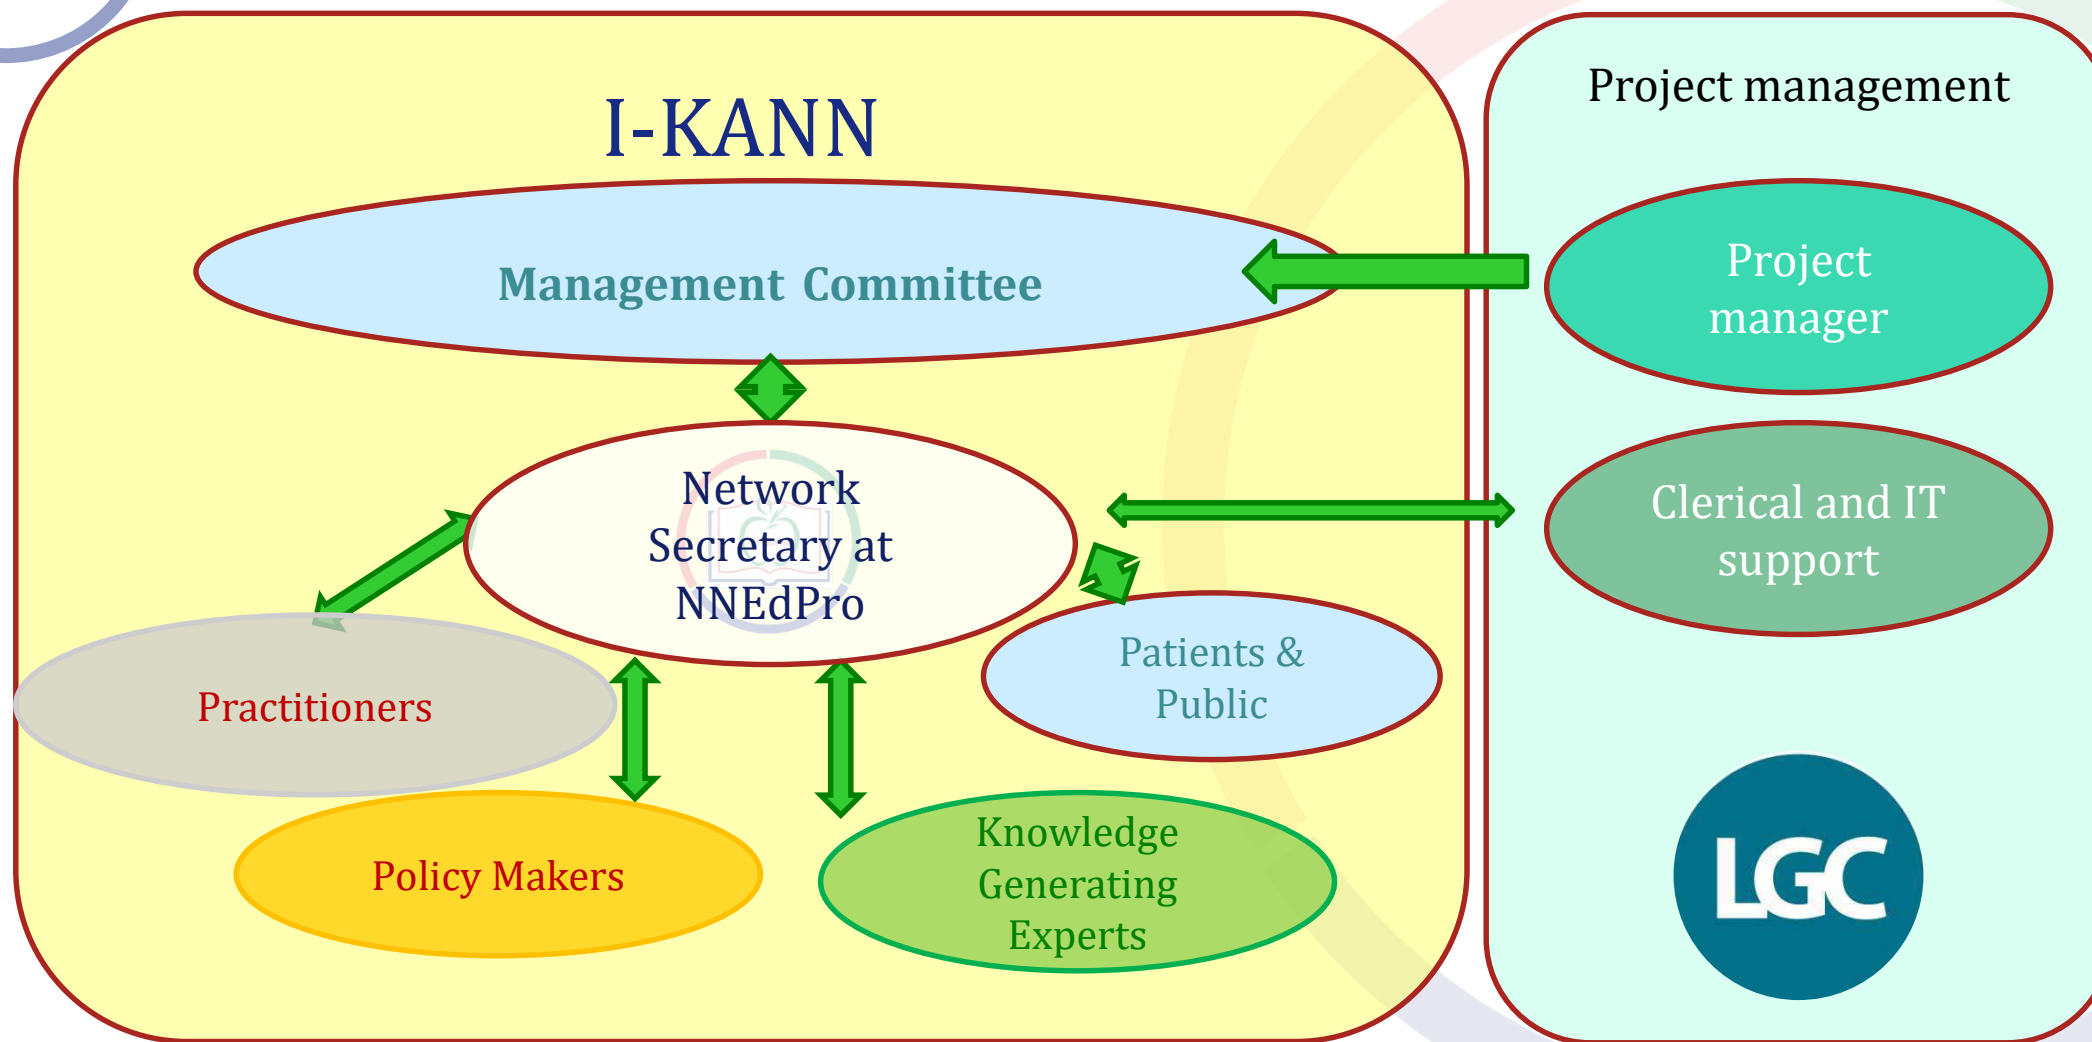 I-KANN
Management Committee
Network
Secretary at
NNEdPro
Practitioners
Patients &
Public
Policy Makers
Knowledge
Generating
Experts
Project management
Project
manager
Clerical and IT
support
LGC